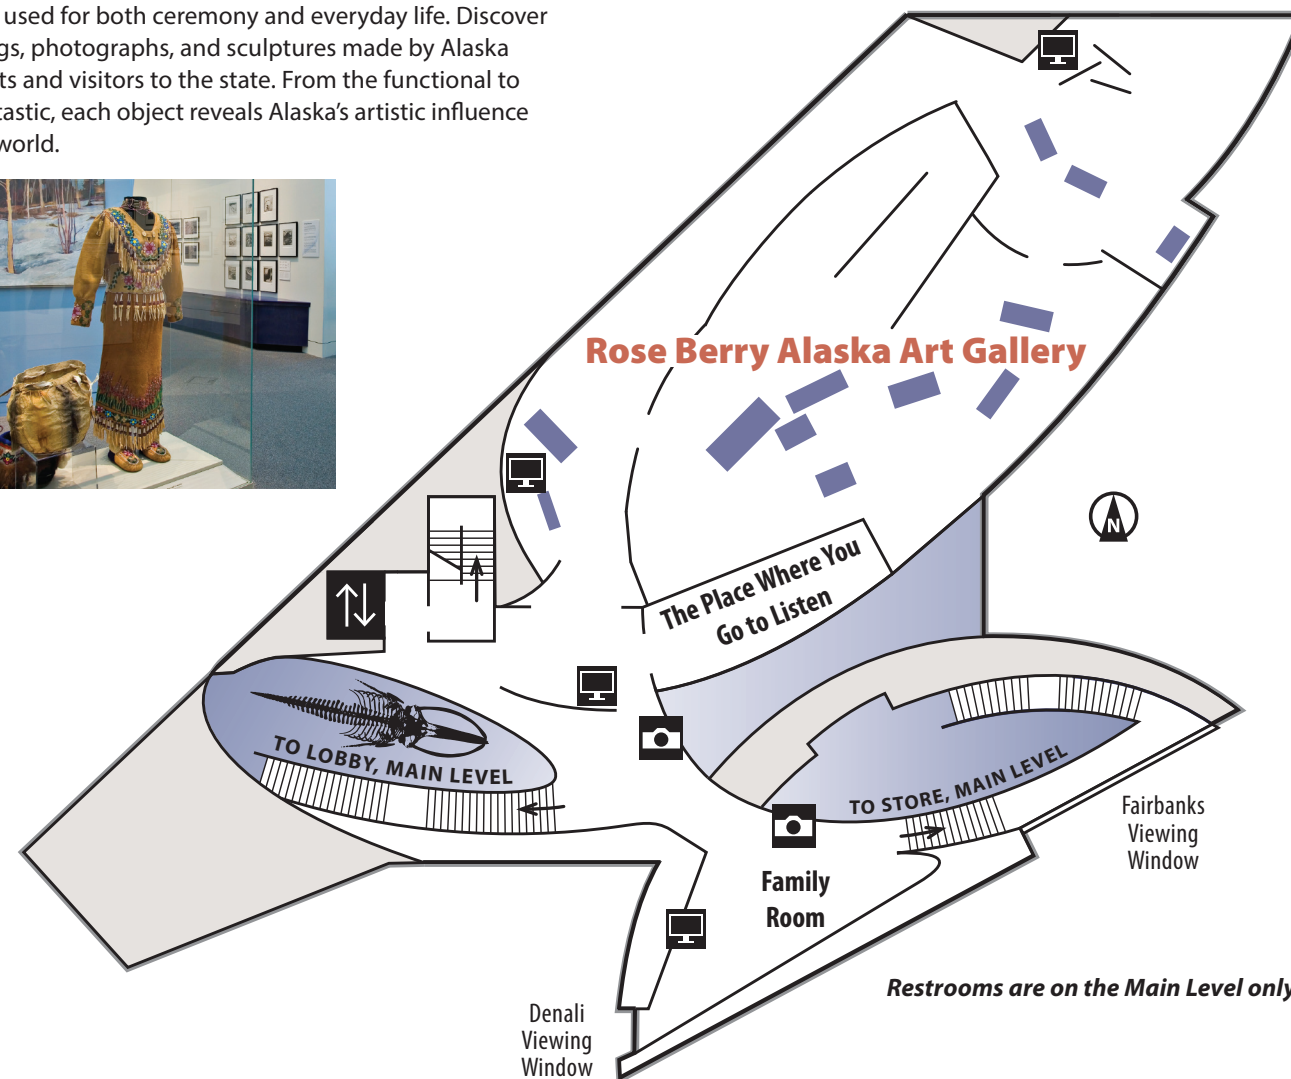 used for both ceremony and everyday life. Discover
gs, photographs, and sculptures made by Alaska
ts and visitors to the state. From the functional to
tastic, each object reveals Alaska’s artistic influence
world.
Rose Berry Alaska Art Gallery
N
The Place Where You
Go to Listen
TO LOBBY, MAIN LEVEL
TO STORE, MAIN LEVEL
Fairbanks
Viewing
Window
Family
Room
Restrooms are on the Main Level only
Denali
Viewing
Window